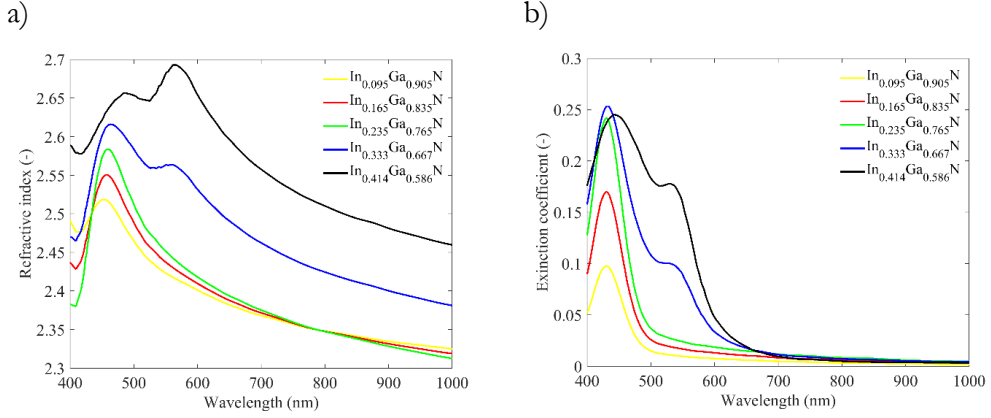 a)
b)
2.7
2.65
2.6
2.55
2.5
2.45
2.4
2.35
2.3
Refractive index (-)
400 500 600 700 800 900 1000
Wavelength (nm)
In0.095Ga0.905N
In0.165Ga0.835N
In0.235Ga0.765N
In0.333Ga0.667N
In0.414Ga0.586N
0.3
0.25
0.2
0.15
0.1
0.05
0
Exinction coefficient (-)
400 500 600 700 800 900 1000
Wavelength (nm)
In0.095Ga0.905N
In0.165Ga0.835N
In0.235Ga0.765N
In0.333Ga0.667N
In0.414Ga0.586N